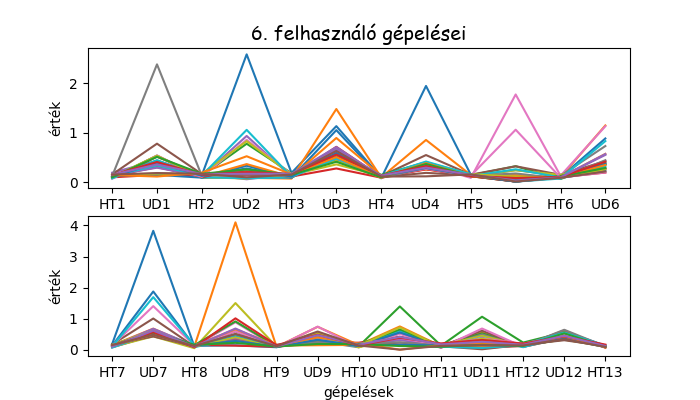 6. felhasználó gépelései
érték
2
1
0
HT1 UD1 HT2 UD2 HT3 UD3 HT4 UD4 HT5 UD5 HT6 UD6
érték
4
3
2
1
0
HT7 UD7 HT8 UD8 HT9 UD9 HT10 UD10 HT11 UD11 HT12 UD12 HT13
gépelések